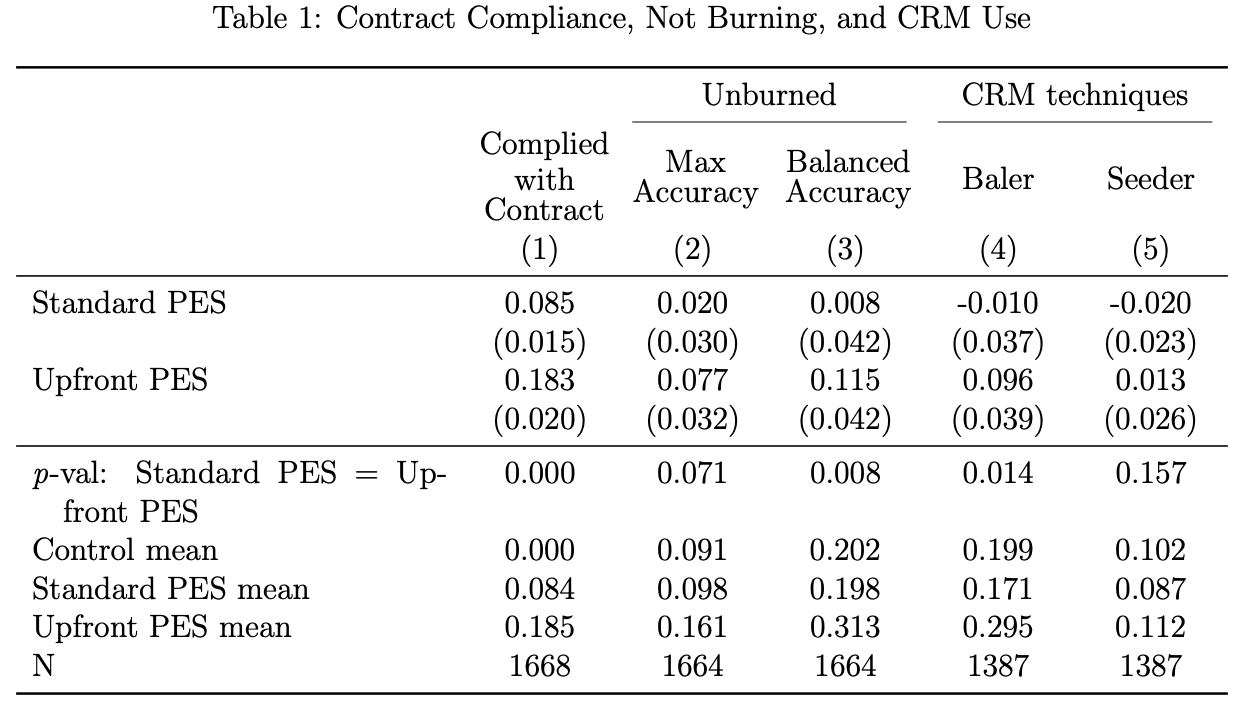 Table 1: Contract Compliance, Not Burning, and CRM Use
Unburned CRM techniques
Complied with Contract Max Accuracy Balanced Accuracy Baler Seeder
(1) (2) (3) (4) (5)
Standard PES 0.085 0.020 0.008 -0.010 -0.020
(0.015) (0.030) (0.042) (0.037) (0.023)
Upfront PES 0.183 0.077 0.115 0.096 0.013
(0.020) (0.032) (0.042) (0.039) (0.026)
p-val: Standard PES = Up- 0.000 0.071 0.008 0.014 0.157
front PES
Control mean 0.000 0.091 0.202 0.199 0.102
Standard PES mean 0.084 0.098 0.198 0.171 0.087
Upfront PES mean 0.185 0.161 0.313 0.295 0.112
N 1668 1664 1664 1387 1387